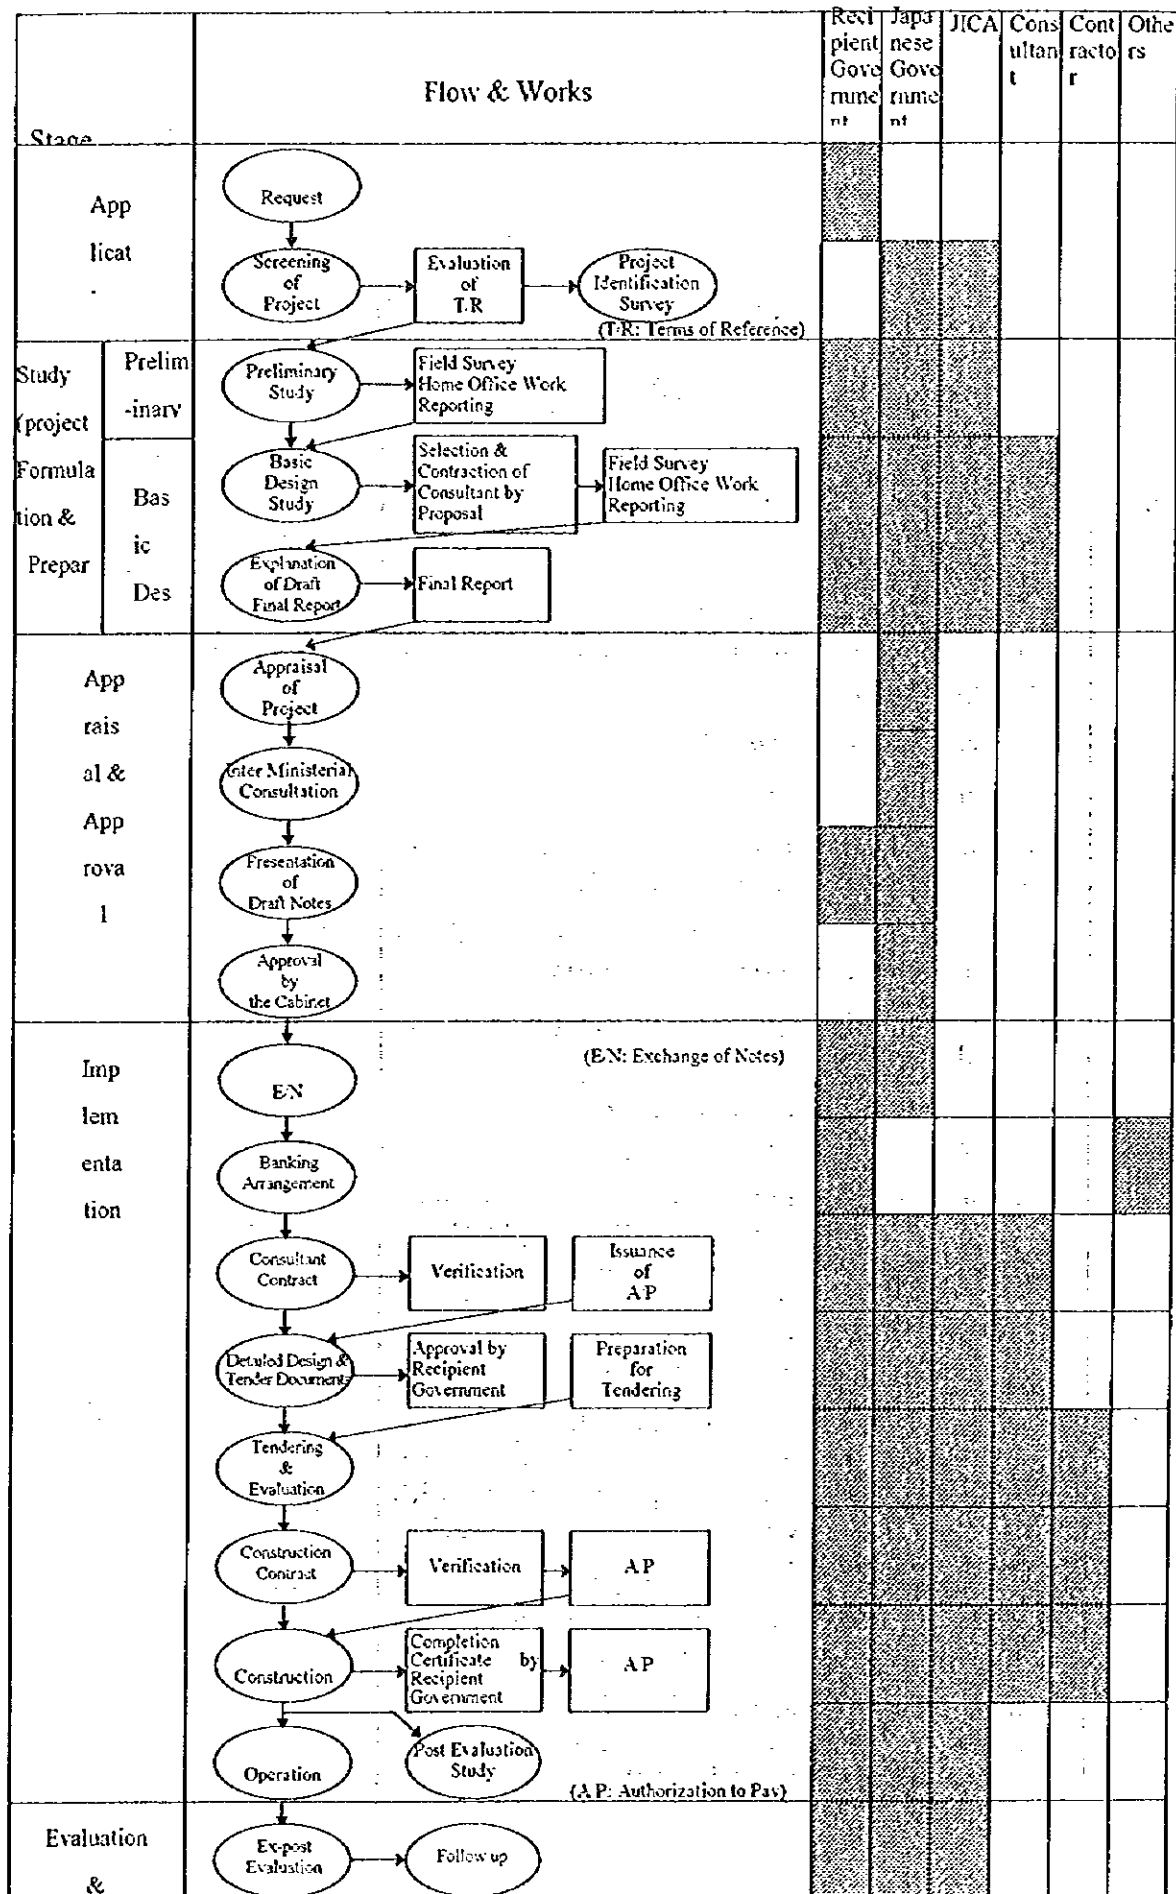 Stage
Flow & Works
Reci
pient
Gove
rnme
nt
Japa
nese
Gove
rnme
nt
JICA
Cons
ultan
t
Cont
racto
r
Othe
rs
App
licat
Request
Screening
of
Project
Evaluation
of
T/R
Project
Identification
Survey
(T/R: Terms of Reference)
Study
(project
Formula
tion &
Prepar
Prelim
-inary
Preliminary
Study
Field Survey
Home Office Work
Reporting
Bas
ic
Des
Basic
Design
Study
Selection &
Contraction of
Consultant by
Proposal
Field Survey
Home Office Work
Reporting
Explanation
of Draft
Final Report
Final Report
App
rais
al &
App
rova
l
Appraisal
of
Project
Inter Ministerial
Consultation
Presentation
of
Draft Notes
Approval
by
the Cabinet
Imp
lem
enta
tion
E/N
(E/N: Exchange of Notes)
Banking
Arrangement
Consultant
Contract
Verification
Issuance
of
A/P
Detailed Design &
Tender Documents
Approval by
Recipient
Government
Preparation
for
Tendering
Tendering
&
Evaluation
Construction
Contract
Verification
A/P
Construction
Completion
Certificate by
Recipient
Government
A/P
Operation
Post Evaluation
Study
(A/P: Authorization to Pay)
Evaluation
&
Ex-post
Evaluation
Follow up